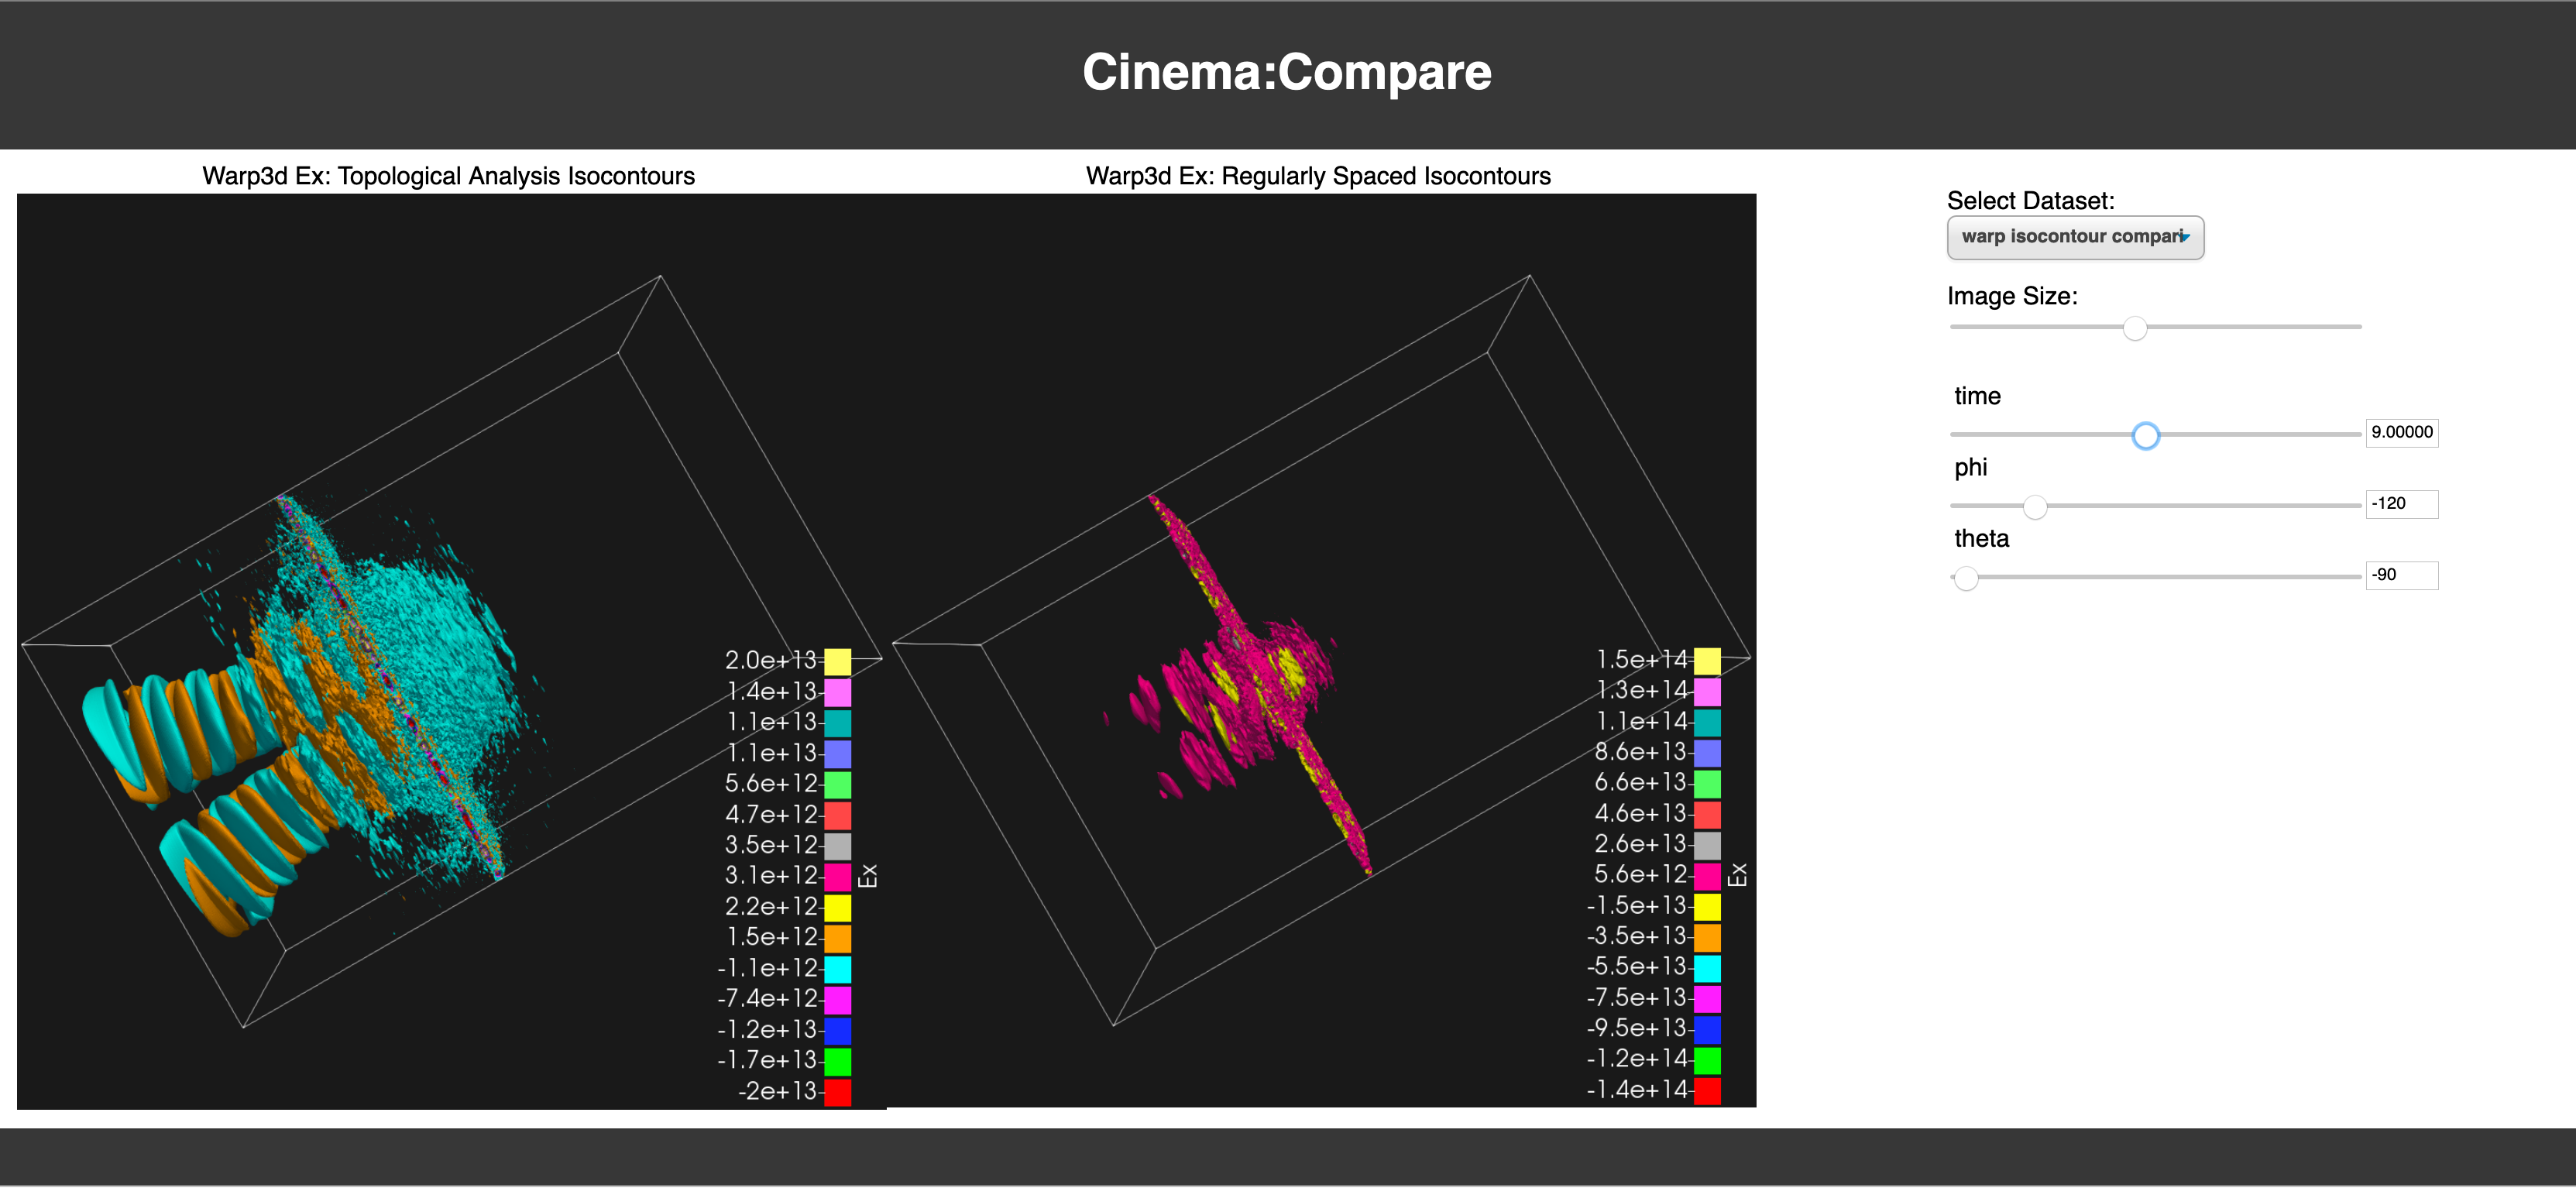 Cinema:Compare
Warp3d Ex: Topological Analysis Isocontours
2.0e+13
1.4e+13
1.1e+13
1.1e+13
5.6e+12
4.7e+12
3.5e+12
3.1e+12
2.2e+12
1.5e+12
-1.1e+12
-7.4e+12
-1.2e+13
-1.7e+13
-2e+13
Ex
Warp3d Ex: Regularly Spaced Isocontours
1.5e+14
1.3e+14
1.1e+14
8.6e+13
6.6e+13
4.6e+13
2.6e+13
5.6e+12
-1.5e+13
-3.5e+13
-5.5e+13
-7.5e+13
-9.5e+13
-1.2e+14
-1.4e+14
Ex
Select Dataset:
warp isocontour compari
Image Size:
time
9.00000
phi
-120
theta
-90